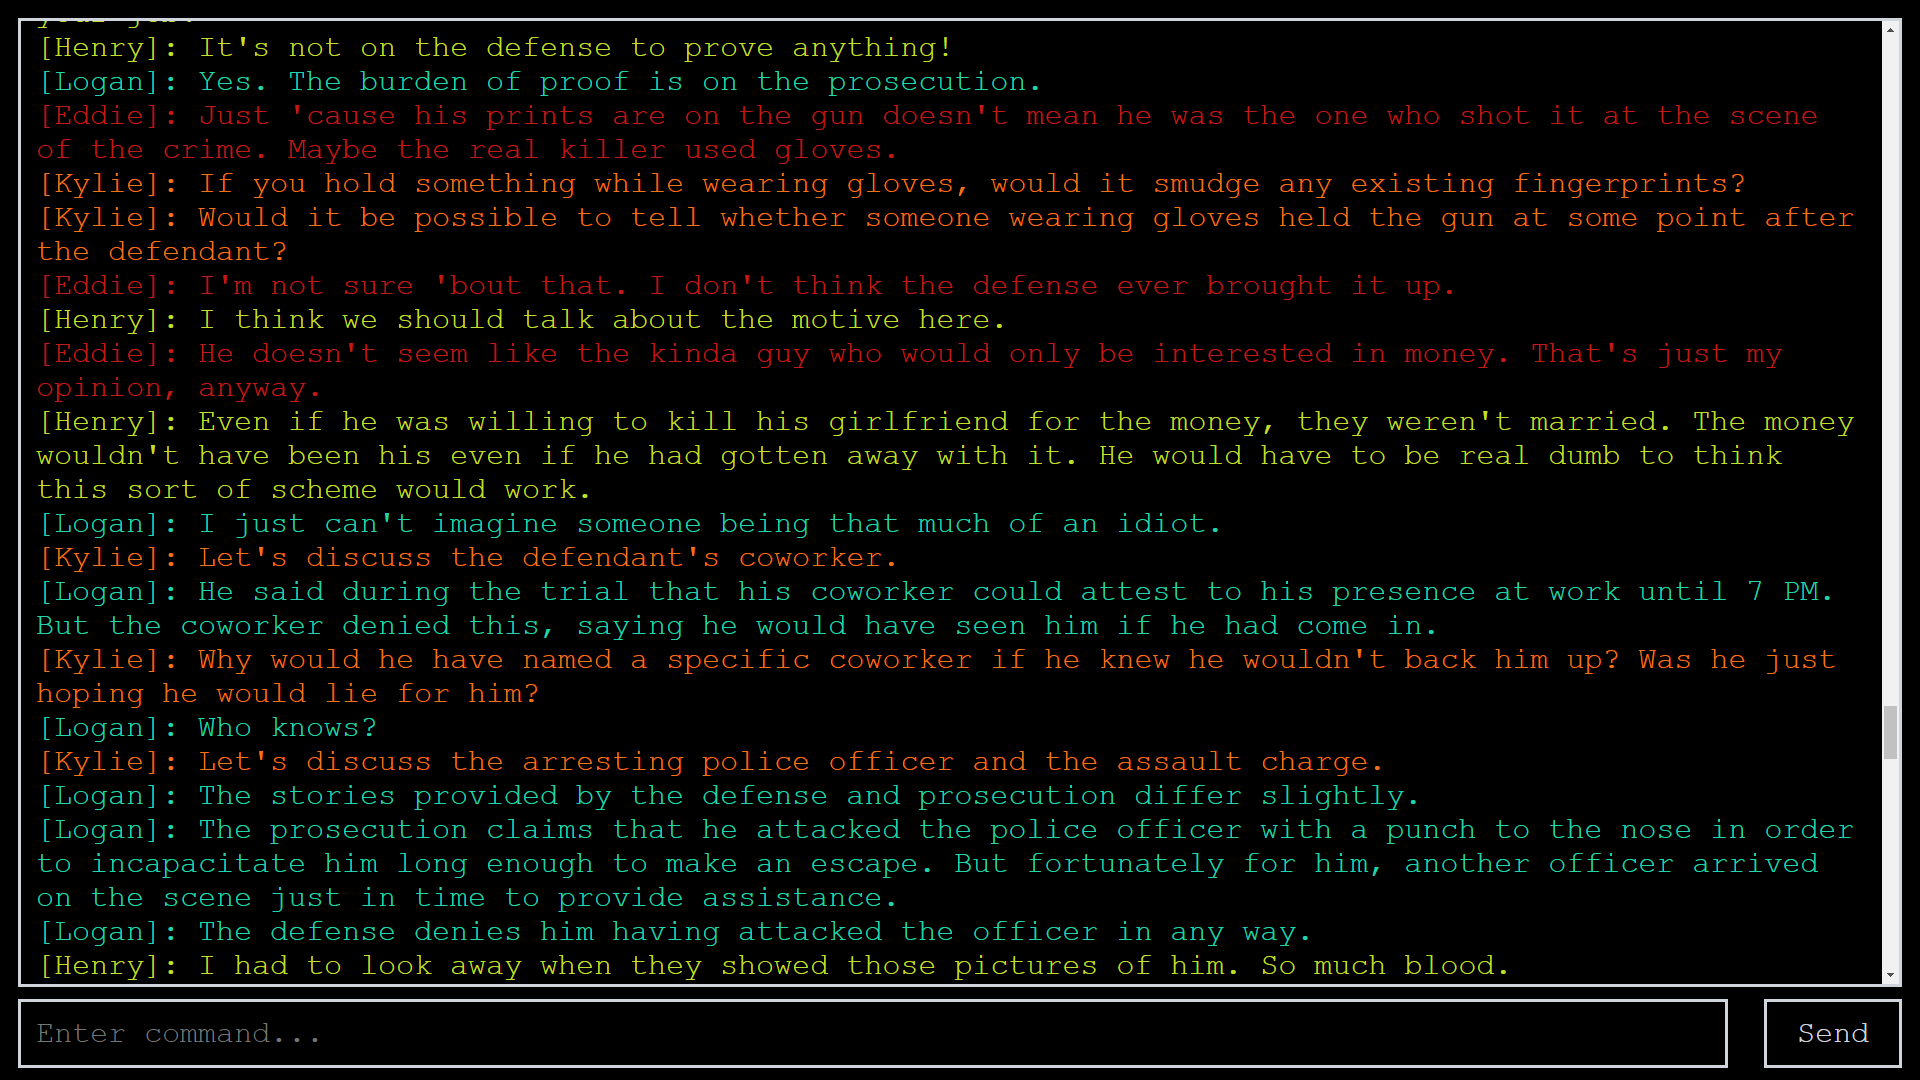 [Henry]: It's not on the defense to prove anything!
[Logan]: Yes. The burden of proof is on the prosecution.
[Eddie]: Just 'cause his prints are on the gun doesn't mean he was the one who shot it at the scene
of the crime. Maybe the real killer used gloves.
[Kylie]: If you hold something while wearing gloves, would it smudge any existing fingerprints?
[Kylie]: Would it be possible to tell whether someone wearing gloves held the gun at some point after
the defendant?
[Eddie]: I'm not sure 'bout that. I don't think the defense ever brought it up.
[Henry]: I think we should talk about the motive here.
[Eddie]: He doesn't seem like the kinda guy who would only be interested in money. That's just my
opinion, anyway.
[Henry]: Even if he was willing to kill his girlfriend for the money, they weren't married. The money
wouldn't have been his even if he had gotten away with it. He would have to be real dumb to think
this sort of scheme would work.
[Logan]: I just can't imagine someone being that much of an idiot.
[Kylie]: Let's discuss the defendant's coworker.
[Logan]: He said during the trial that his coworker could attest to his presence at work until 7 PM.
But the coworker denied this, saying he would have seen him if he had come in.
[Kylie]: Why would he have named a specific coworker if he knew he wouldn't back him up? Was he just
hoping he would lie for him?
[Logan]: Who knows?
[Kylie]: Let's discuss the arresting police officer and the assault charge.
[Logan]: The stories provided by the defense and prosecution differ slightly.
[Logan]: The prosecution claims that he attacked the police officer with a punch to the nose in order
to incapacitate him long enough to make an escape. But fortunately for him, another officer arrived
on the scene just in time to provide assistance.
[Logan]: The defense denies him having attacked the officer in any way.
[Henry]: I had to look away when they showed those pictures of him. So much blood.
Enter command...
Send